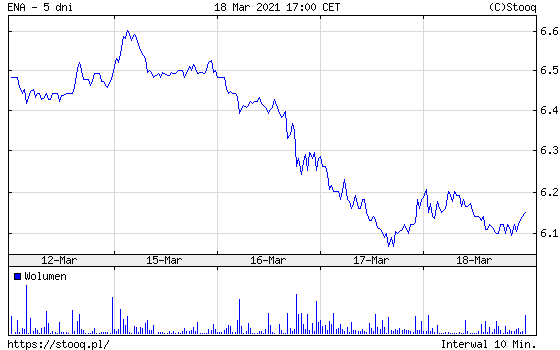 ENA - 5 dni 18 Mar 2021 17:00 CET (C)Stooq
6.6
6.5
6.4
6.3
6.2
6.1
12-Mar 15-Mar 16-Mar 17-Mar 18-Mar
Wolumen
https://stooq.pl/ Interwal 10 Min.